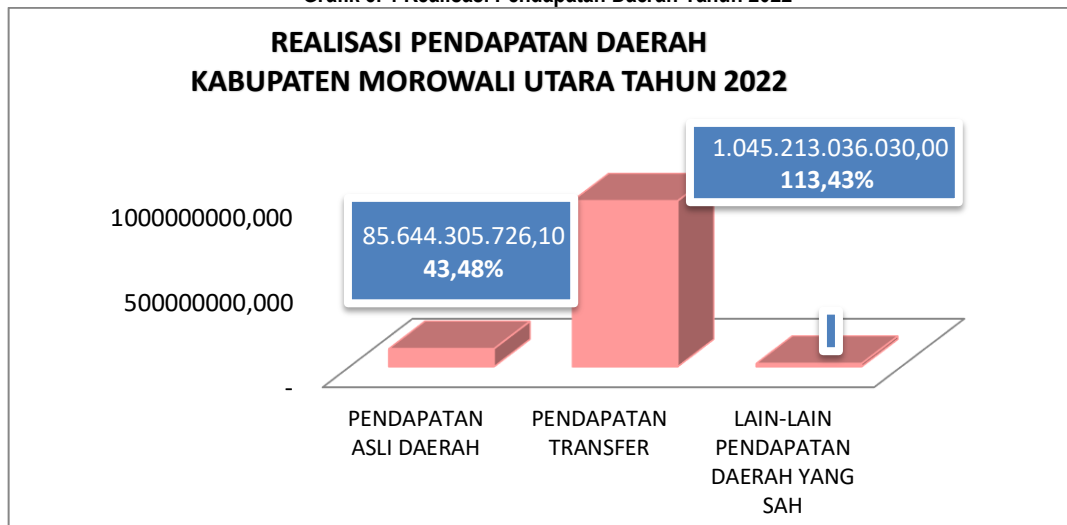 REALISASI PENDAPATAN DAERAH
KABUPATEN MOROWALI UTARA TAHUN 2022
1.045.213.036.030,00
113,43%
1000000000,000
85.644.305.726,10
43,48%
500000000,000
-
PENDAPATAN
ASLI DAERAH
PENDAPATAN
TRANSFER
LAIN-LAIN
PENDAPATAN
DAERAH YANG
SAH